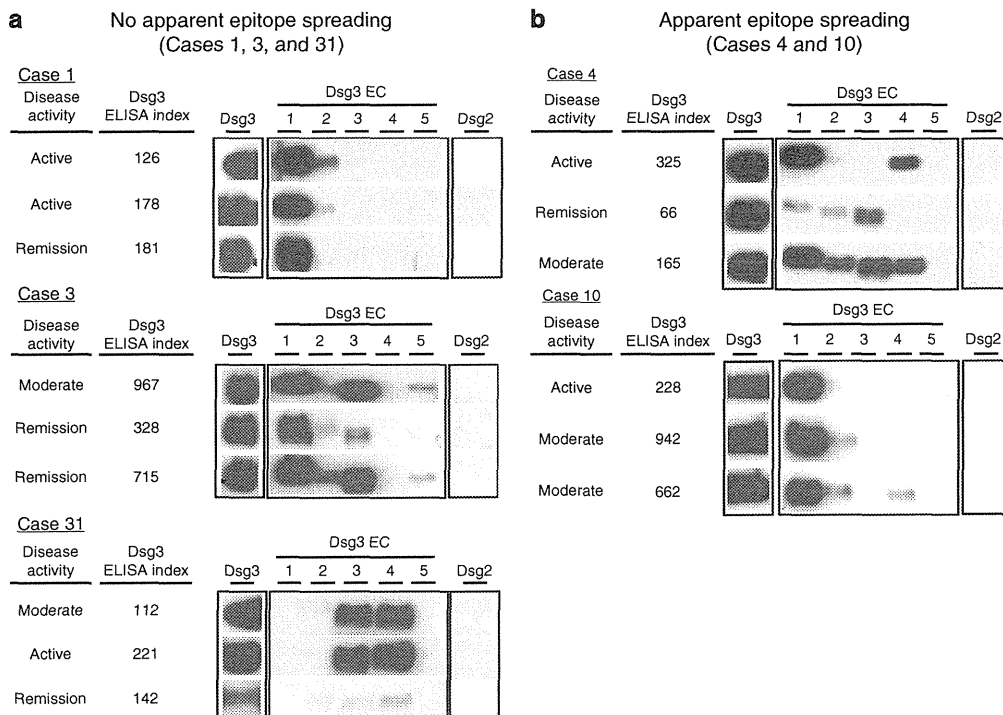 a
No apparent epitope spreading
(Cases 1, 3, and 31)
Case 1
Disease activity
Dsg3 ELISA index
Dsg3
Dsg3 EC
1 2 3 4 5
Dsg2
Active 126
Active 178
Remission 181
Case 3
Disease activity
Dsg3 ELISA index
Dsg3
Dsg3 EC
1 2 3 4 5
Dsg2
Moderate 967
Remission 328
Remission 715
Case 31
Disease activity
Dsg3 ELISA index
Dsg3
Dsg3 EC
1 2 3 4 5
Dsg2
Moderate 112
Active 221
Remission 142
b
Apparent epitope spreading
(Cases 4 and 10)
Case 4
Disease activity
Dsg3 ELISA index
Dsg3
Dsg3 EC
1 2 3 4 5
Dsg2
Active 325
Remission 66
Moderate 165
Case 10
Disease activity
Dsg3 ELISA index
Dsg3
Dsg3 EC
1 2 3 4 5
Dsg2
Active 228
Moderate 942
Moderate 662